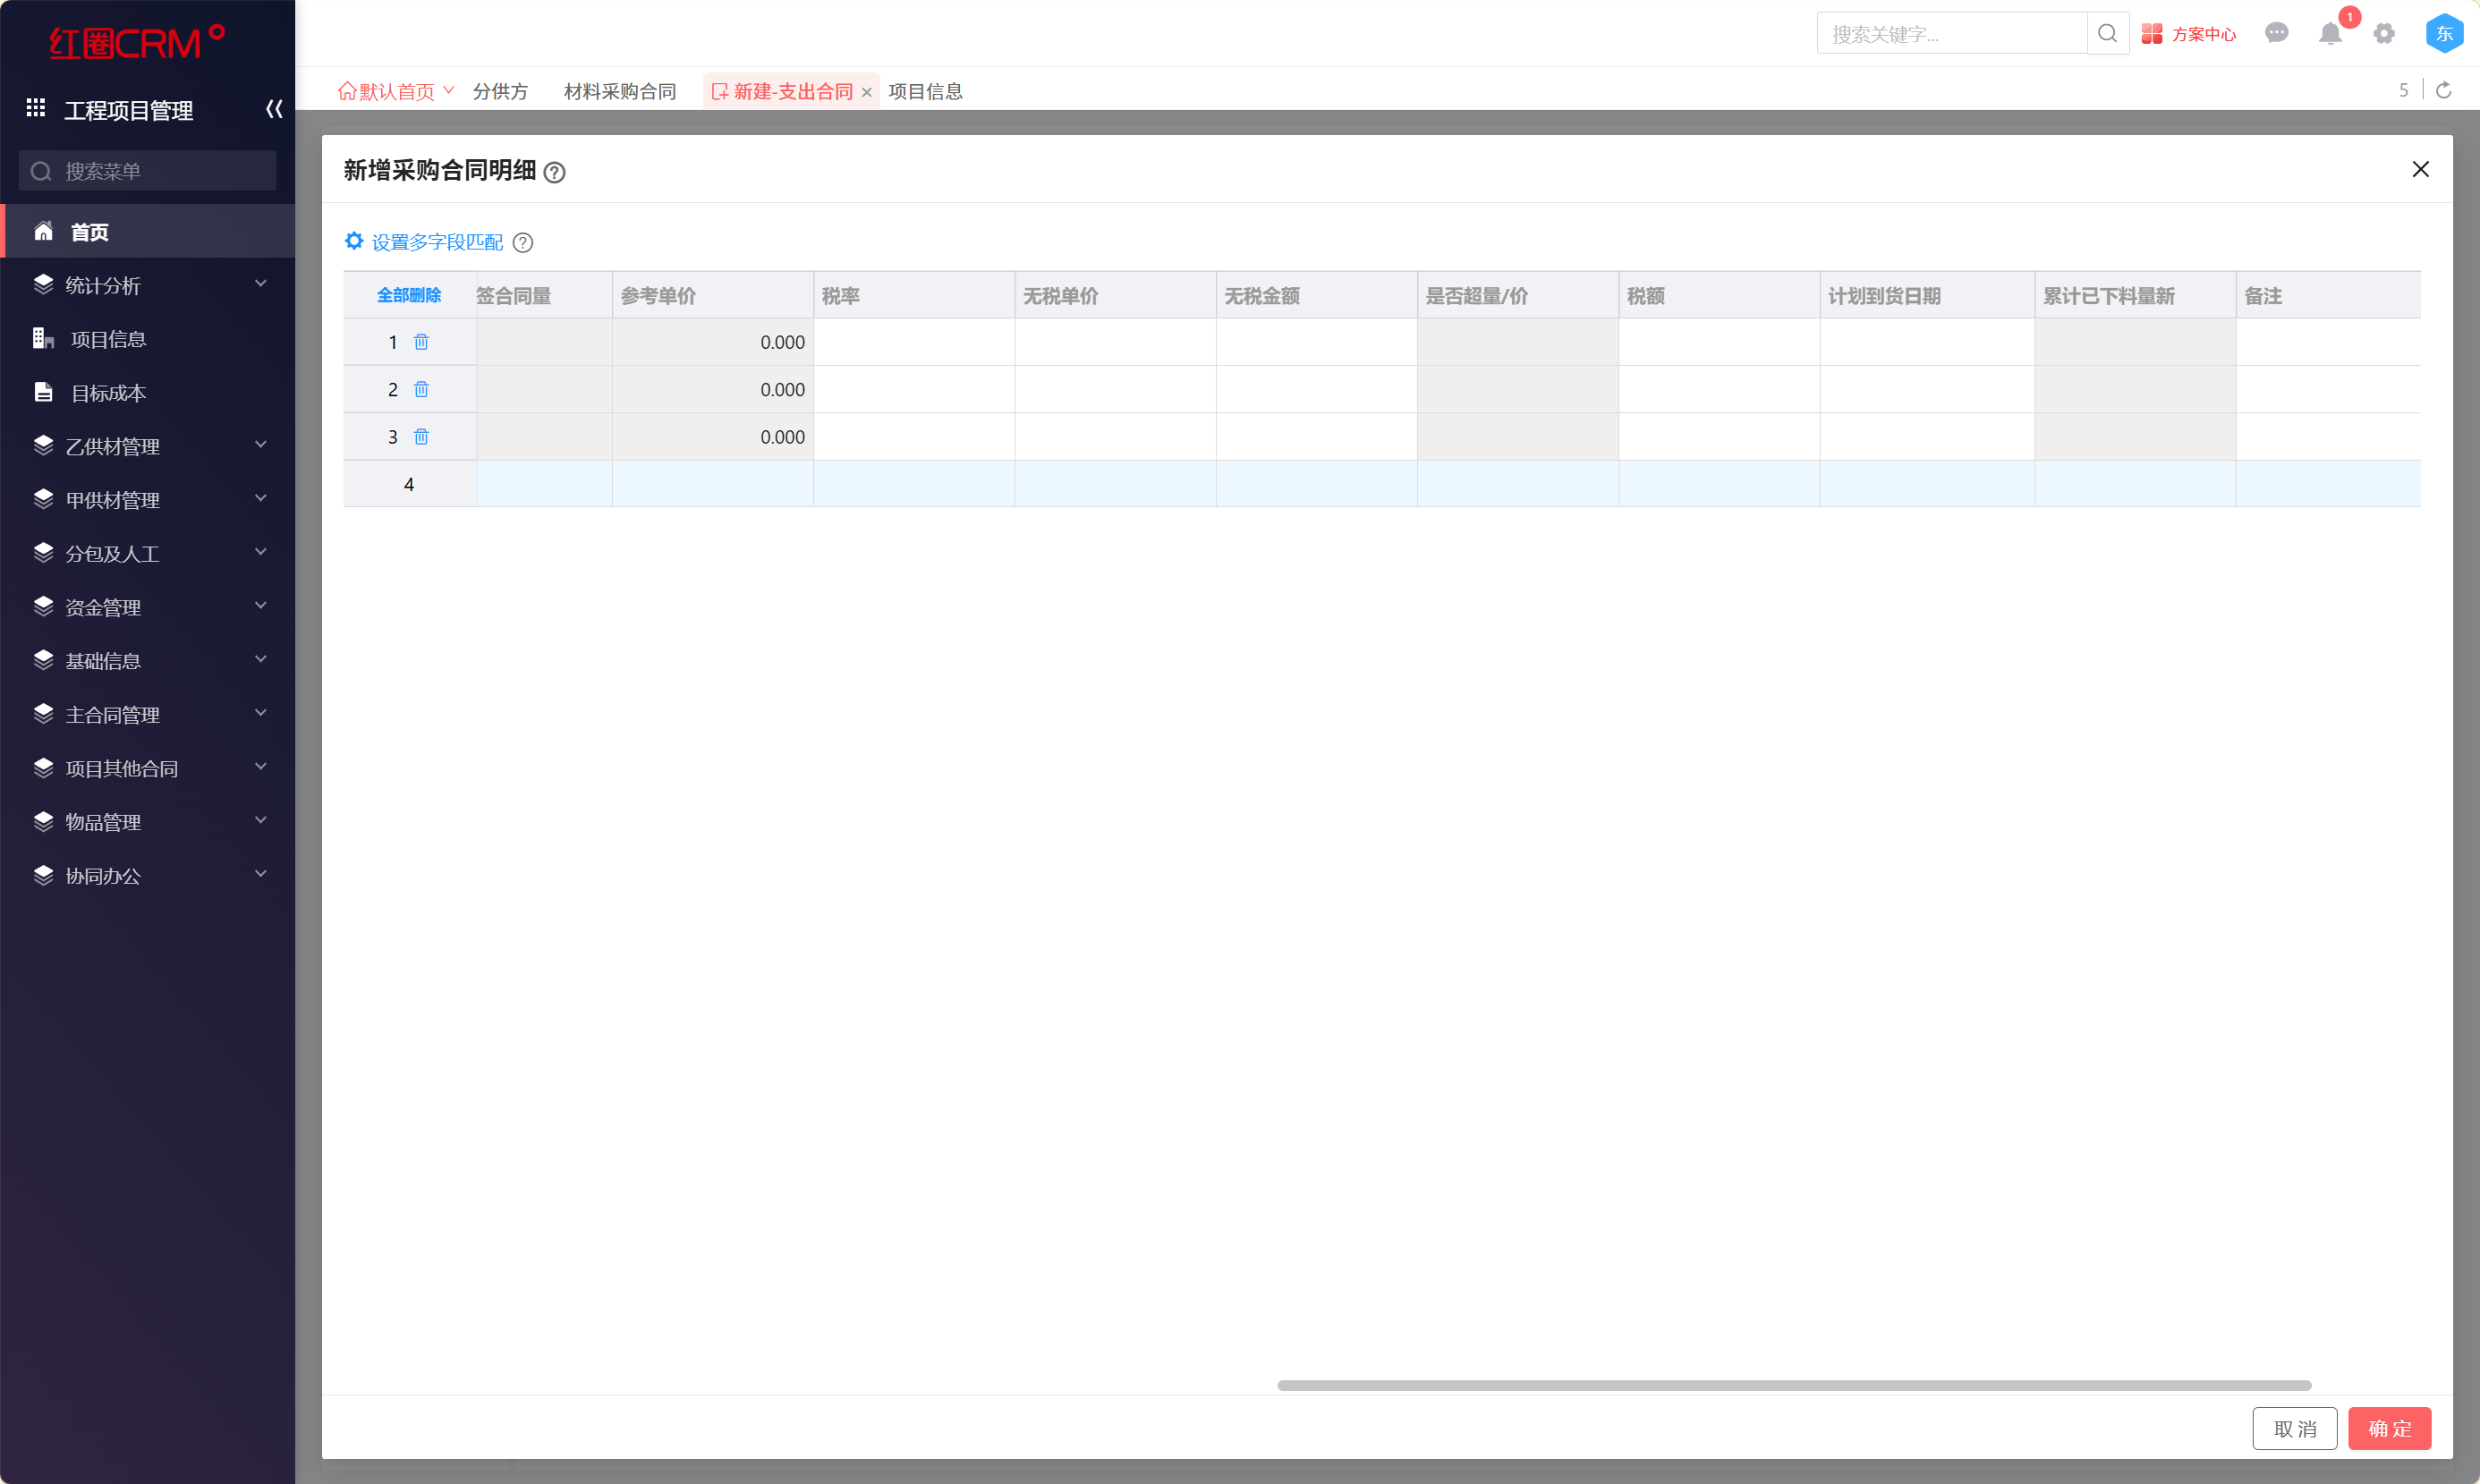 红圈CRM
搜索关键字...
方案中心
1
东
工程项目管理
默认首页
分供方
材料采购合同
新建-支出合同
项目信息
5
搜索菜单
首页
统计分析
项目信息
目标成本
乙供材管理
甲供材管理
分包及人工
资金管理
基础信息
主合同管理
项目其他合同
物品管理
协同办公
新增采购合同明细
设置多字段匹配
全部删除 签合同量 参考单价 税率 无税单价 无税金额 是否超量/价 税额 计划到货日期 累计已下料量新 备注
1 0.000
2 0.000
3 0.000
4
取消 确定